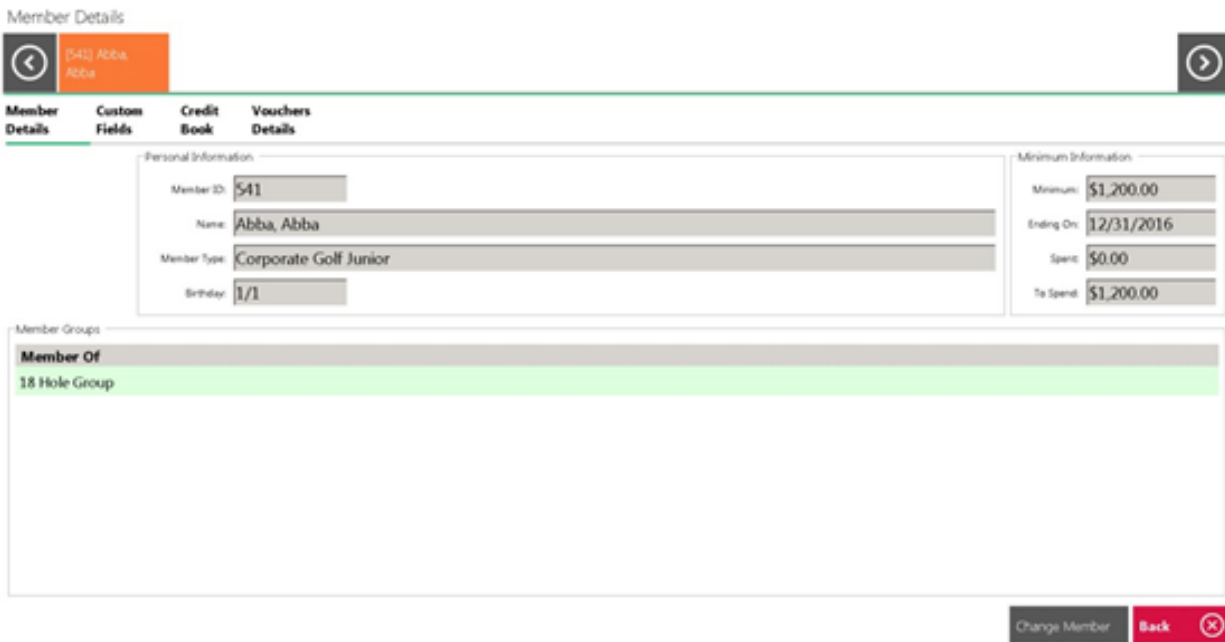 Member Details
[541] Abba,
Abba
Member Details
Custom Fields
Credit Book
Vouchers Details
Personal Information
Member ID: 541
Name: Abba, Abba
Member Type: Corporate Golf Junior
Birthday: 1/1
Minimum Information
Minimum: $1,200.00
Ending On: 12/31/2016
Spent: $0.00
To Spend: $1,200.00
Member Groups
Member Of
18 Hole Group
Change Member
Back